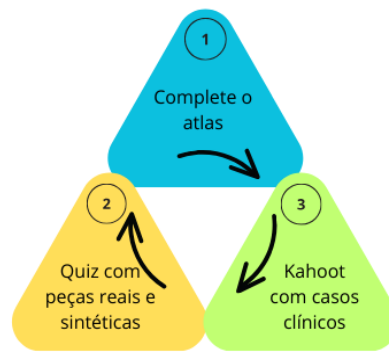 1
Complete o
atlas
2
Quiz com
peças reais e
sintéticas
3
Kahoot
com casos
clínicos